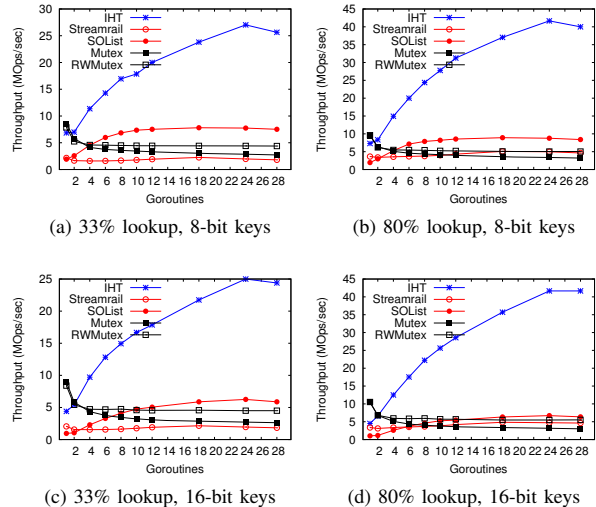 30
25
20
15
10
5
0
Throughput (MOps/sec)
IHT
Streamrail
SOList
Mutex
RWMutex
2 4 6 8 10 12 14 16 18 20 22 24 26 28
Goroutines
(a) 33% lookup, 8-bit keys
45
40
35
30
25
20
15
10
5
0
Throughput (MOps/sec)
IHT
Streamrail
SOList
Mutex
RWMutex
2 4 6 8 10 12 14 16 18 20 22 24 26 28
Goroutines
(b) 80% lookup, 8-bit keys
25
20
15
10
5
0
Throughput (MOps/sec)
IHT
Streamrail
SOList
Mutex
RWMutex
2 4 6 8 10 12 14 16 18 20 22 24 26 28
Goroutines
(c) 33% lookup, 16-bit keys
45
40
35
30
25
20
15
10
5
0
Throughput (MOps/sec)
IHT
Streamrail
SOList
Mutex
RWMutex
2 4 6 8 10 12 14 16 18 20 22 24 26 28
Goroutines
(d) 80% lookup, 16-bit keys